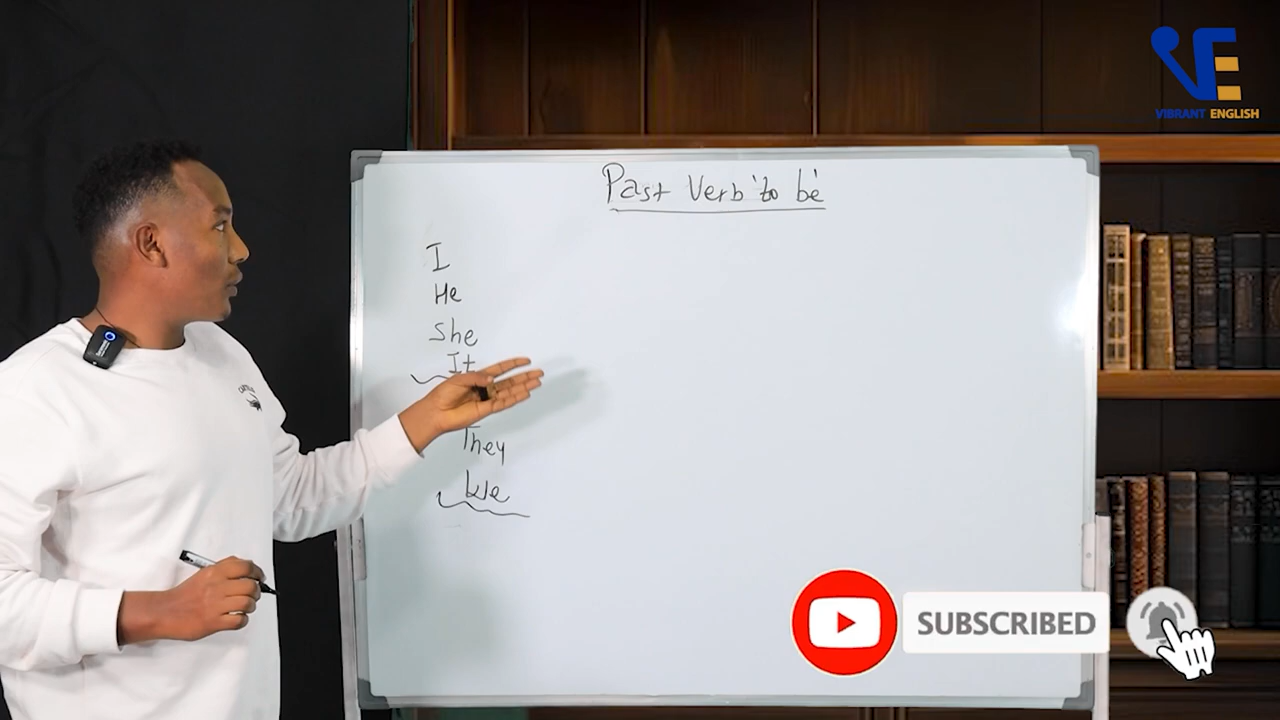 VIBRANT ENGLISH
Past Verb 'to be'
I
He
She
It
They
We
SUBSCRIBED